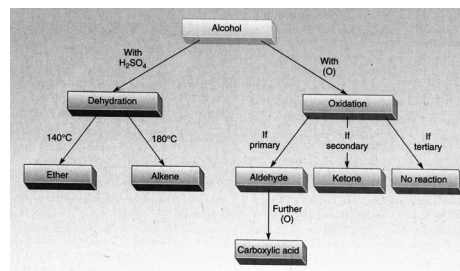 Alcohol
With
H₂SO₄
With
(O)
Dehydration
Oxidation
140°C
180°C
If
primary
If
secondary
If
tertiary
Ether
Alkene
Aldehyde
Ketone
No reaction
Further
(O)
Carboxylic acid